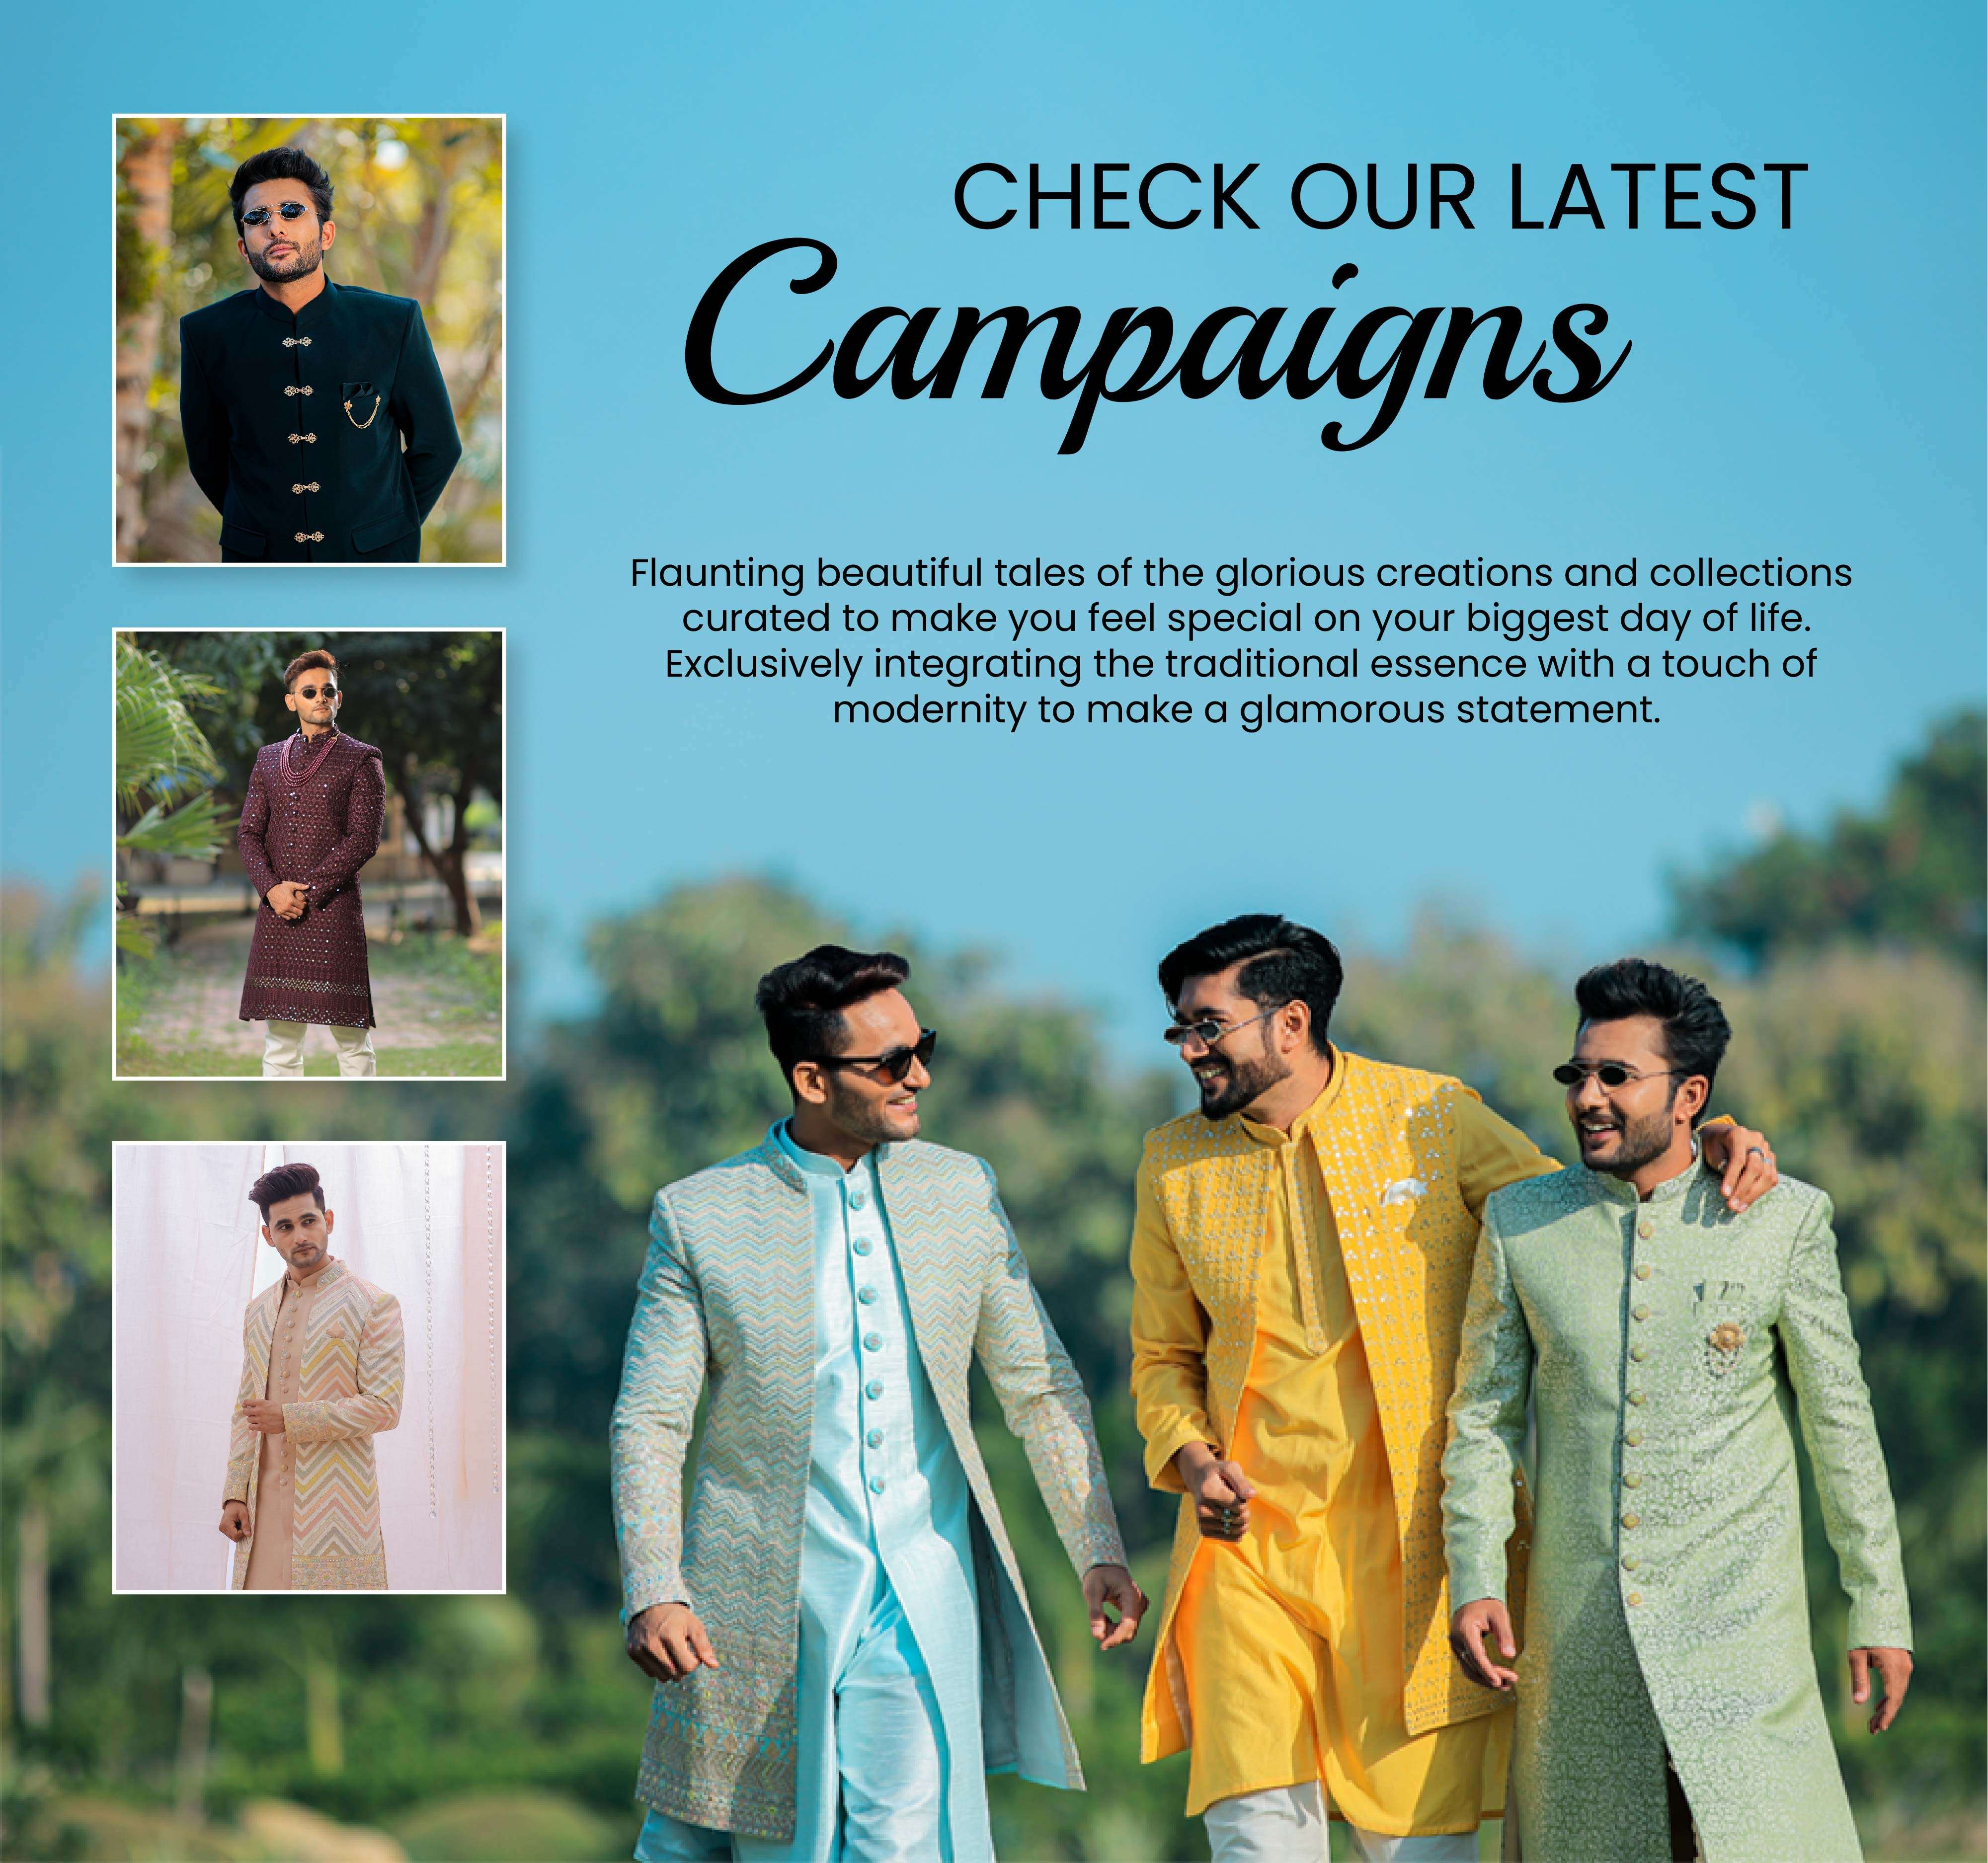 CHECK OUR LATEST
Campaigns
Flaunting beautiful tales of the glorious creations and collections
curated to make you feel special on your biggest day of life.
Exclusively integrating the traditional essence with a touch of
modernity to make a glamorous statement.